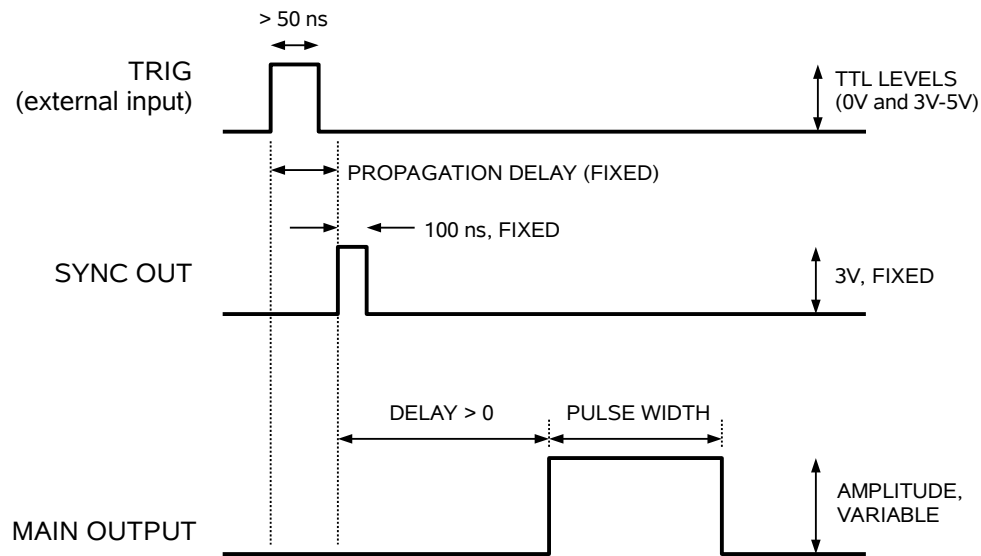 > 50 ns
TRIG
(external input)
TTL LEVELS
(0V and 3V-5V)
PROPAGATION DELAY (FIXED)
100 ns, FIXED
SYNC OUT
3V, FIXED
DELAY > 0
PULSE WIDTH
AMPLITUDE,
VARIABLE
MAIN OUTPUT